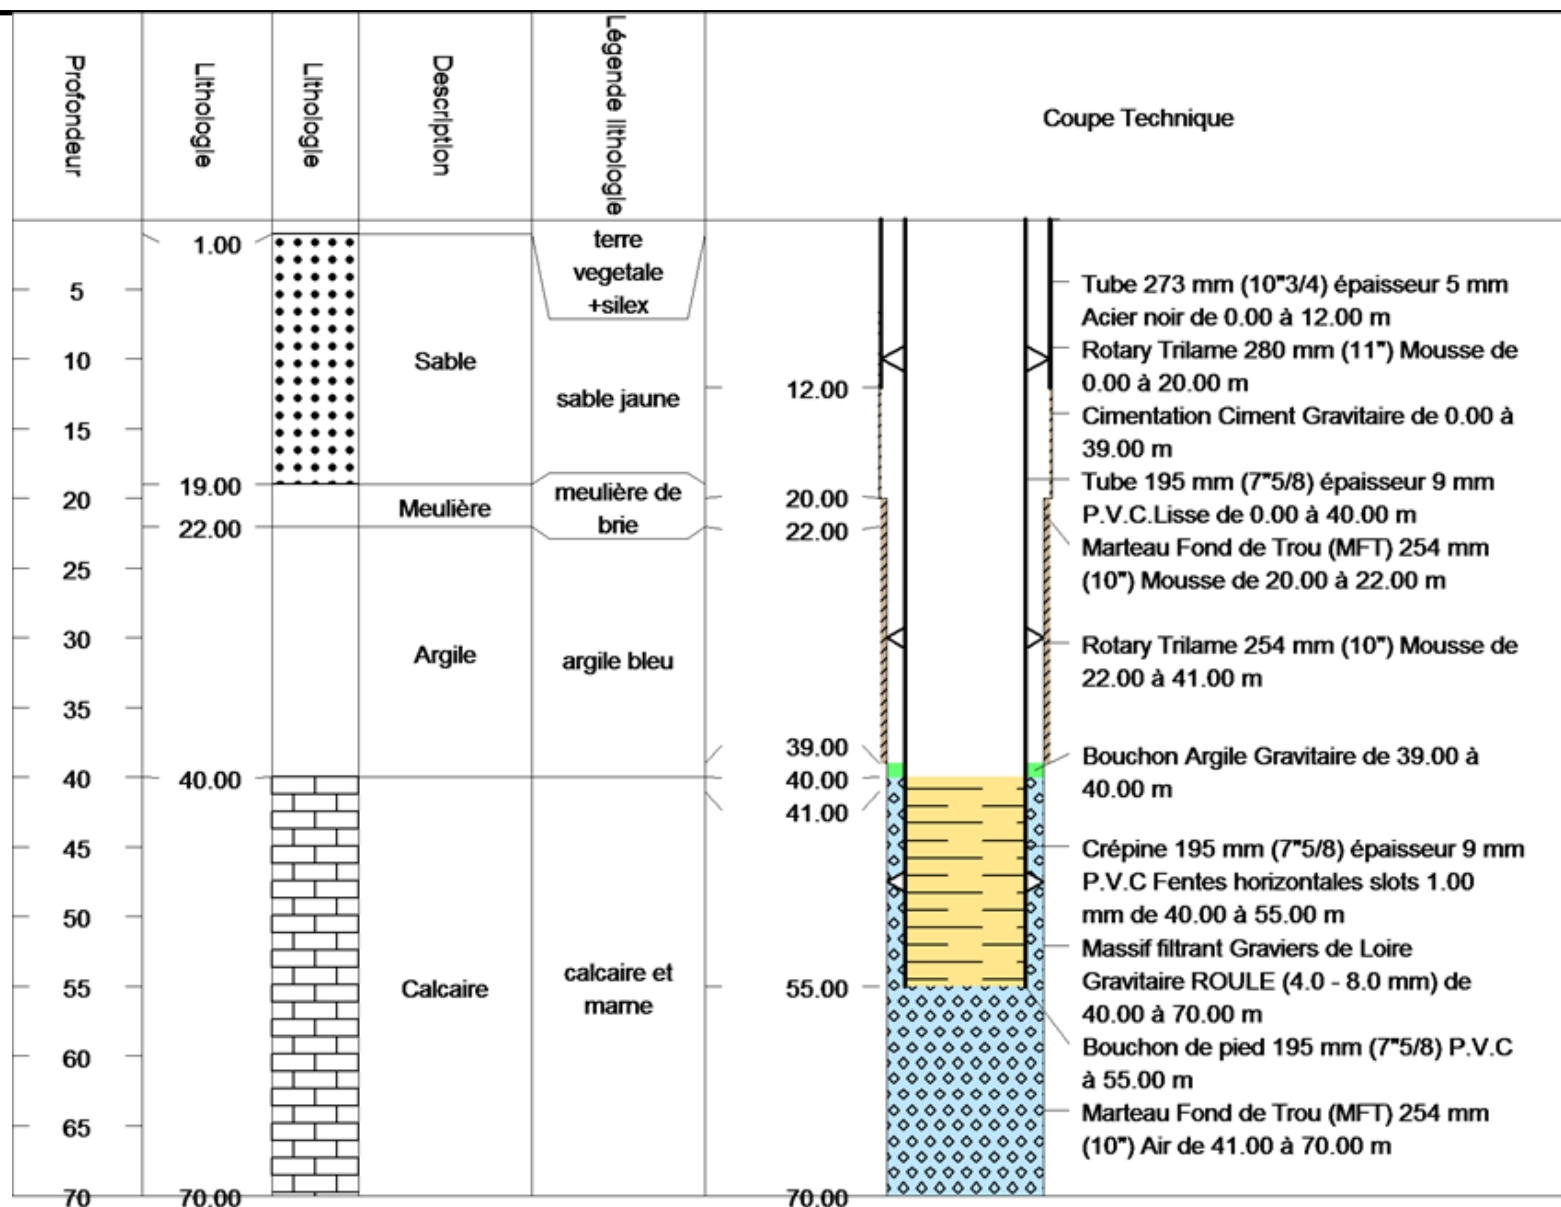 Profondeur
Lithologie
Lithologie
Description
Légende lithologie
Coupe Technique
1.00
terre
vegetale
+silex
5
Tube 273 mm (10"3/4) épaisseur 5 mm
Acier noir de 0.00 à 12.00 m
10
Sable
Rotary Trilame 280 mm (11") Mousse de
0.00 à 20.00 m
sable jaune
12.00
15
Cimentation Ciment Gravitaire de 0.00 à
39.00 m
19.00
20
Meulière
meulière de
brie
20.00
Tube 195 mm (7"5/8) épaisseur 9 mm
P.V.C.Lisse de 0.00 à 40.00 m
22.00
22.00
Marteau Fond de Trou (MFT) 254 mm
(10") Mousse de 20.00 à 22.00 m
25
30
Argile
argile bleu
Rotary Trilame 254 mm (10") Mousse de
22.00 à 41.00 m
35
39.00
40
40.00
40.00
Bouchon Argile Gravitaire de 39.00 à
40.00 m
41.00
45
Crépine 195 mm (7"5/8) épaisseur 9 mm
P.V.C Fentes horizontales slots 1.00
mm de 40.00 à 55.00 m
50
Massif filtrant Graviers de Loire
Gravitaire ROULE (4.0 - 8.0 mm) de
40.00 à 70.00 m
55
Calcaire
calcaire et
marne
55.00
60
Bouchon de pied 195 mm (7"5/8) P.V.C
à 55.00 m
65
Marteau Fond de Trou (MFT) 254 mm
(10") Air de 41.00 à 70.00 m
70
70.00
70.00